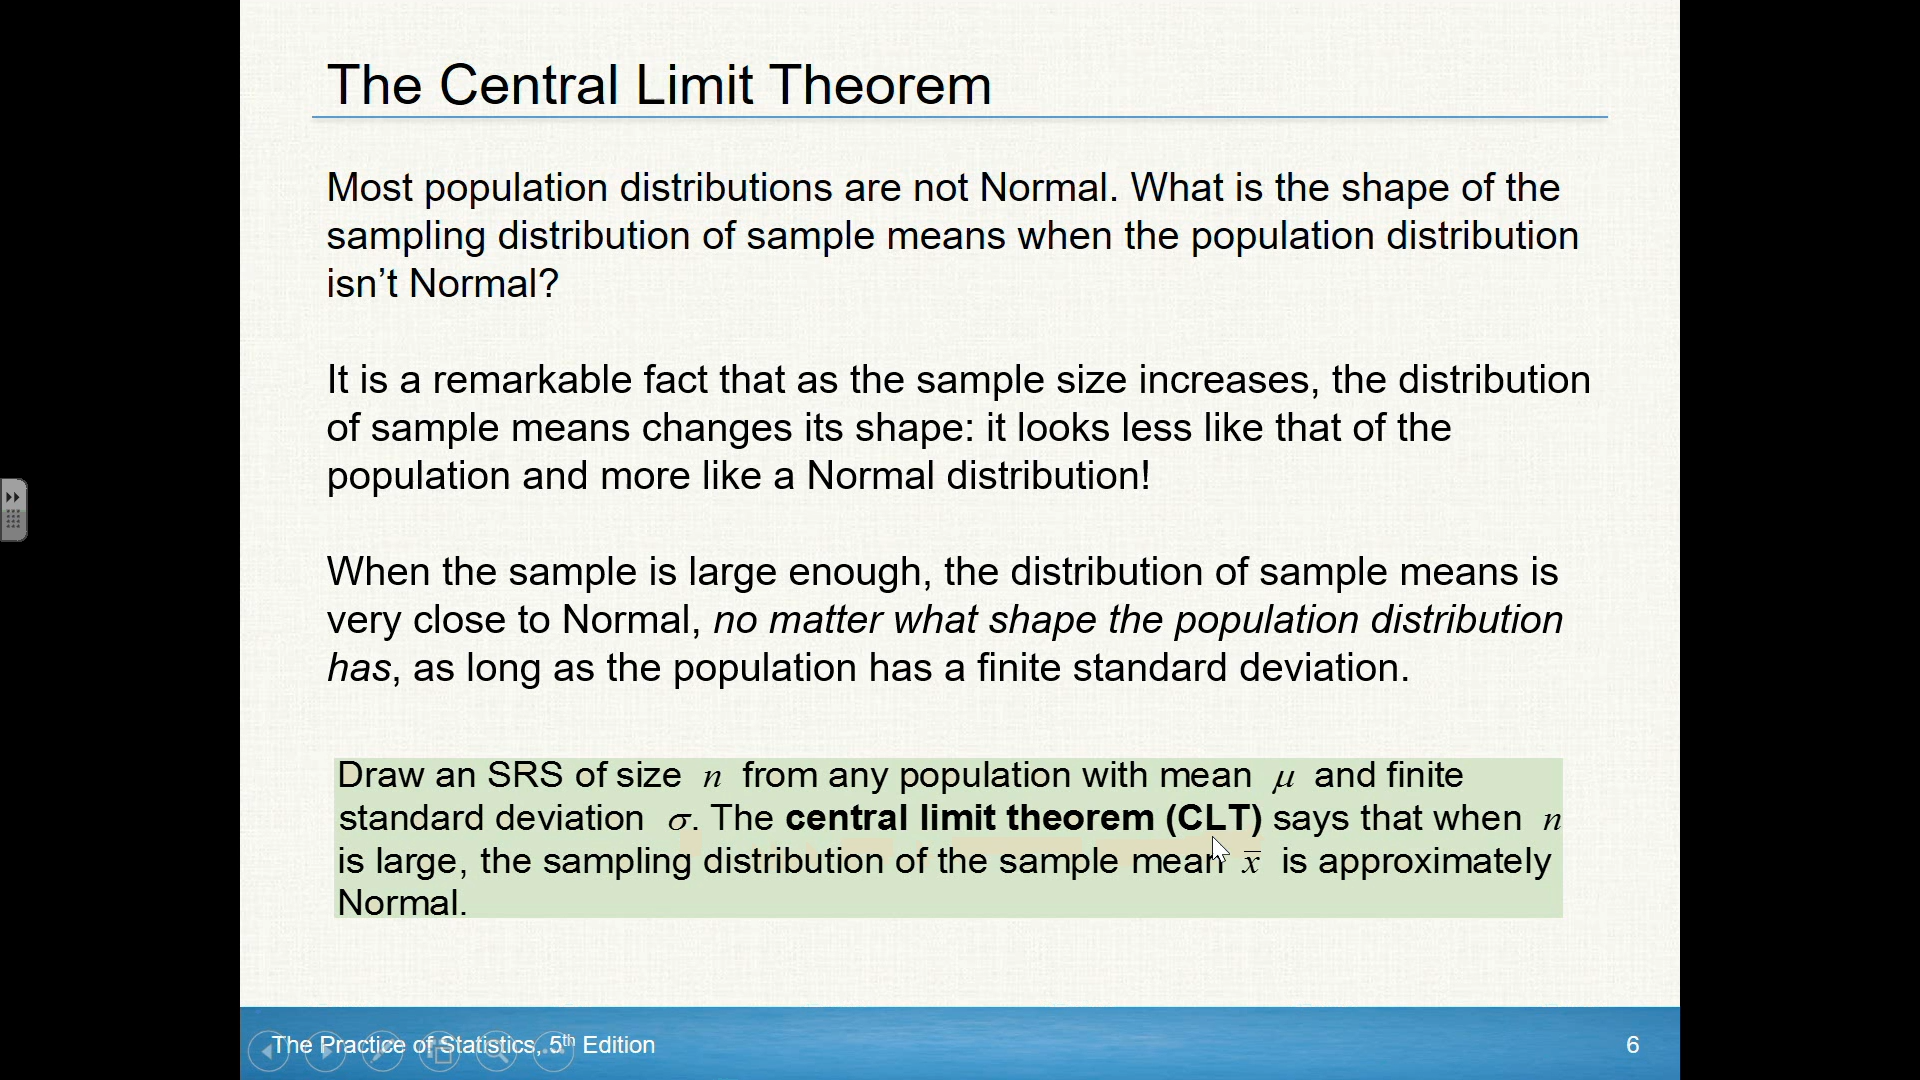 The Central Limit Theorem
Most population distributions are not Normal. What is the shape of the
sampling distribution of sample means when the population distribution
isn’t Normal?
It is a remarkable fact that as the sample size increases, the distribution
of sample means changes its shape: it looks less like that of the
population and more like a Normal distribution!
When the sample is large enough, the distribution of sample means is
very close to Normal, no matter what shape the population distribution
has, as long as the population has a finite standard deviation.
Draw an SRS of size n from any population with mean μ and finite
standard deviation σ. The central limit theorem (CLT) says that when n
is large, the sampling distribution of the sample mean x̅ is approximately
Normal.
The Practice of Statistics, 5th Edition
6